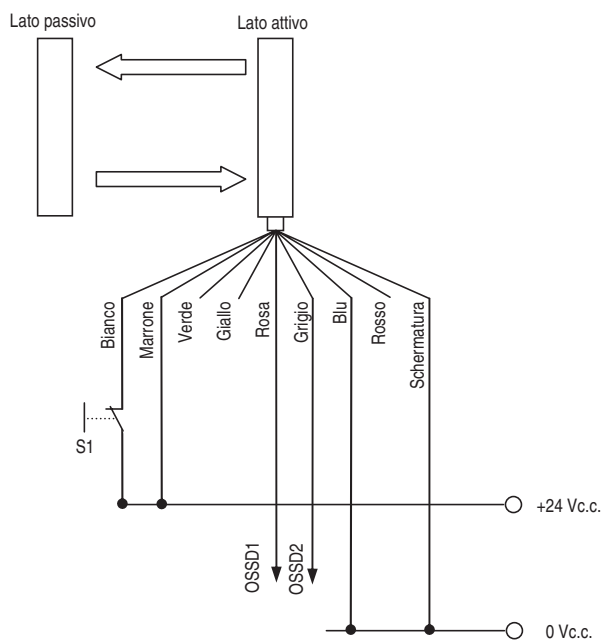 Lato passivo
Lato attivo
Bianco
Marrone
Verde
Giallo
Rosa
Grigio
Blu
Rosso
Schermatura
S1
+24 Vc.c.
OSSD1
OSSD2
0 Vc.c.